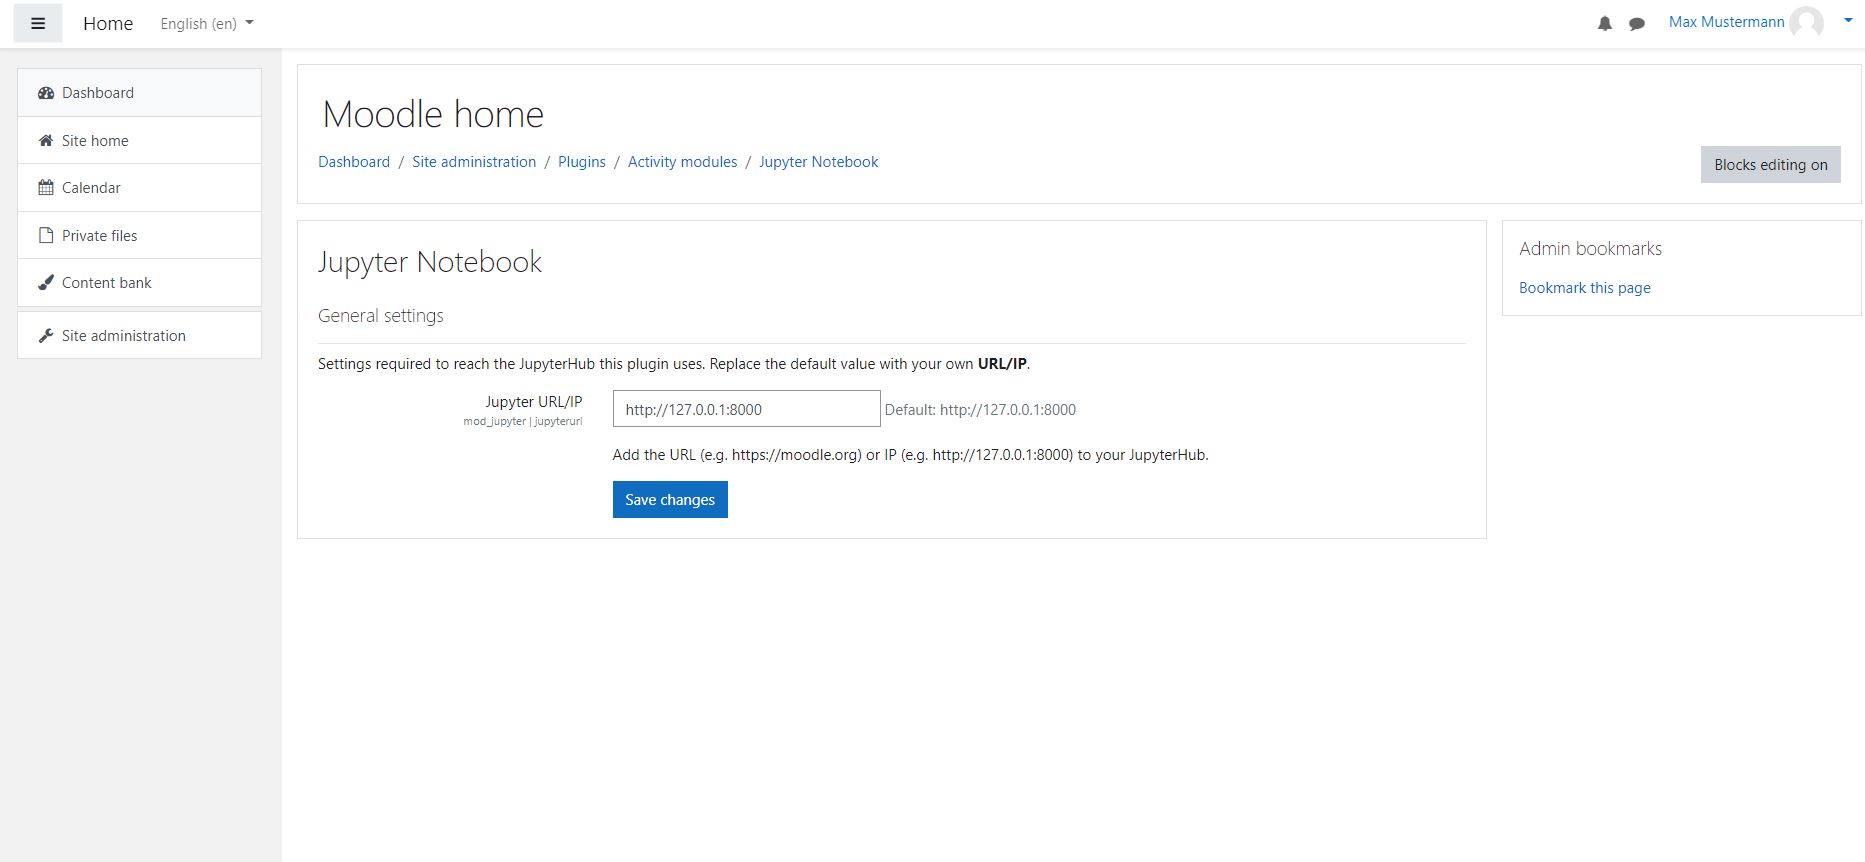 Home English (en) Max Mustermann
Dashboard
Site home
Calendar
Private files
Content bank
Site administration
Moodle home
Dashboard / Site administration / Plugins / Activity modules / Jupyter Notebook
Blocks editing on
Jupyter Notebook
General settings
Settings required to reach the JupyterHub this plugin uses. Replace the default value with your own URL/IP.
Jupyter URL/IP
mod_jupyter | jupyterurl
http://127.0.0.1:8000 Default: http://127.0.0.1:8000
Add the URL (e.g. https://moodle.org) or IP (e.g. http://127.0.0.1:8000) to your JupyterHub.
Save changes
Admin bookmarks
Bookmark this page